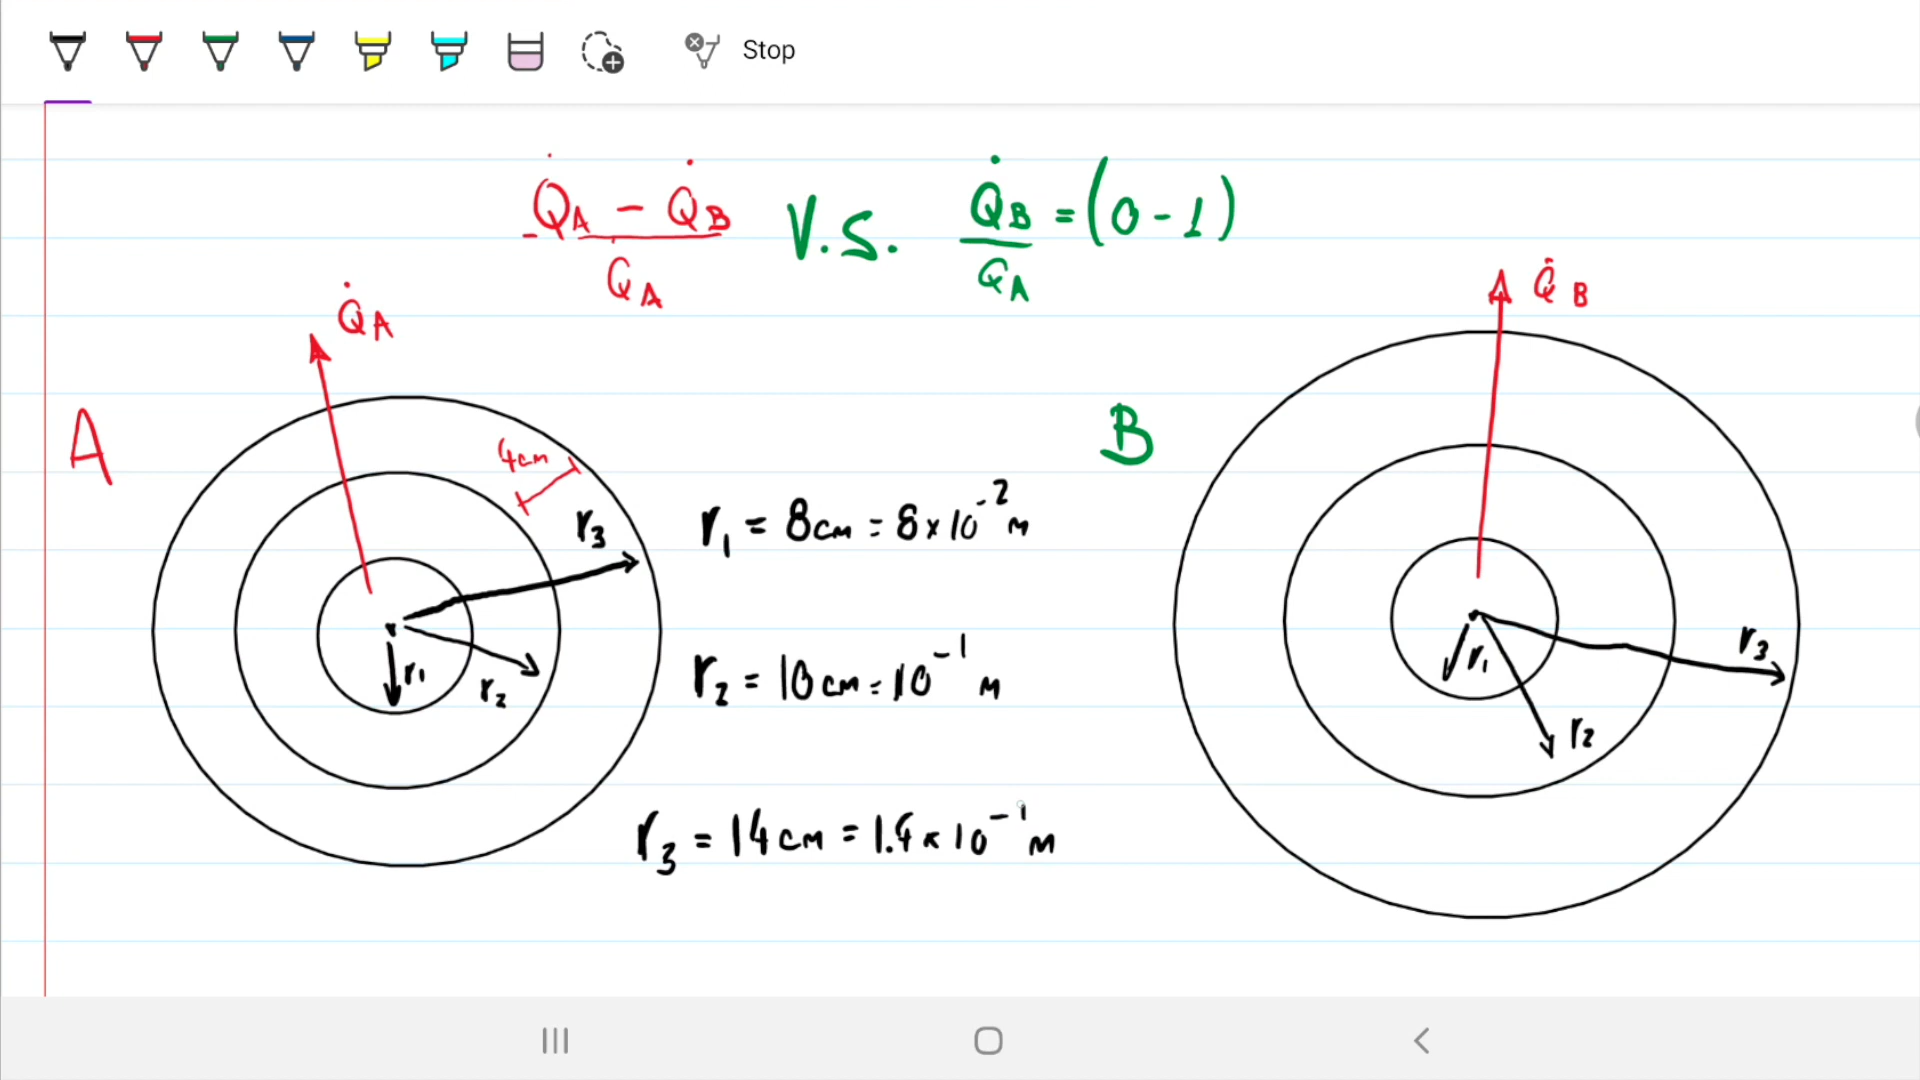 Stop
Q̇A - Q̇B V.S. Q̇B = (0-1)
QA QA
Q̇A
Q̇B
A
B
4cm
r3
r1
r2
r1 = 8cm = 8×10^-2 m
r2 = 10cm = 10^-1 m
r3 = 14cm = 1.4×10^-1 m
r3
r1
r2